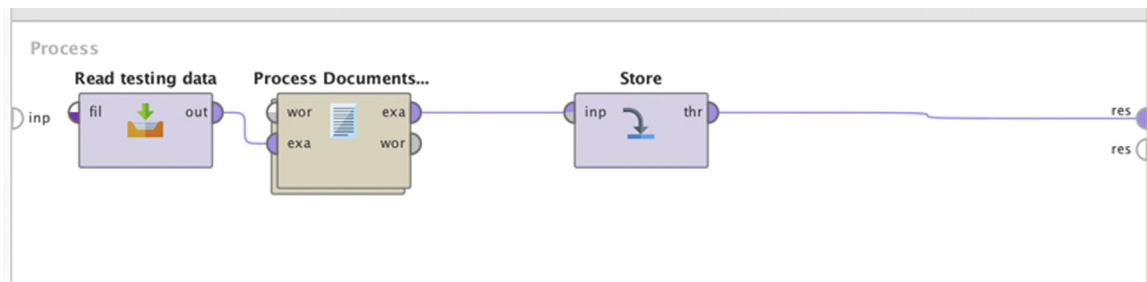 Process
Read testing data
Process Documents...
Store
inp
fil
out
wor
exa
exa
wor
inp
thr
res
res